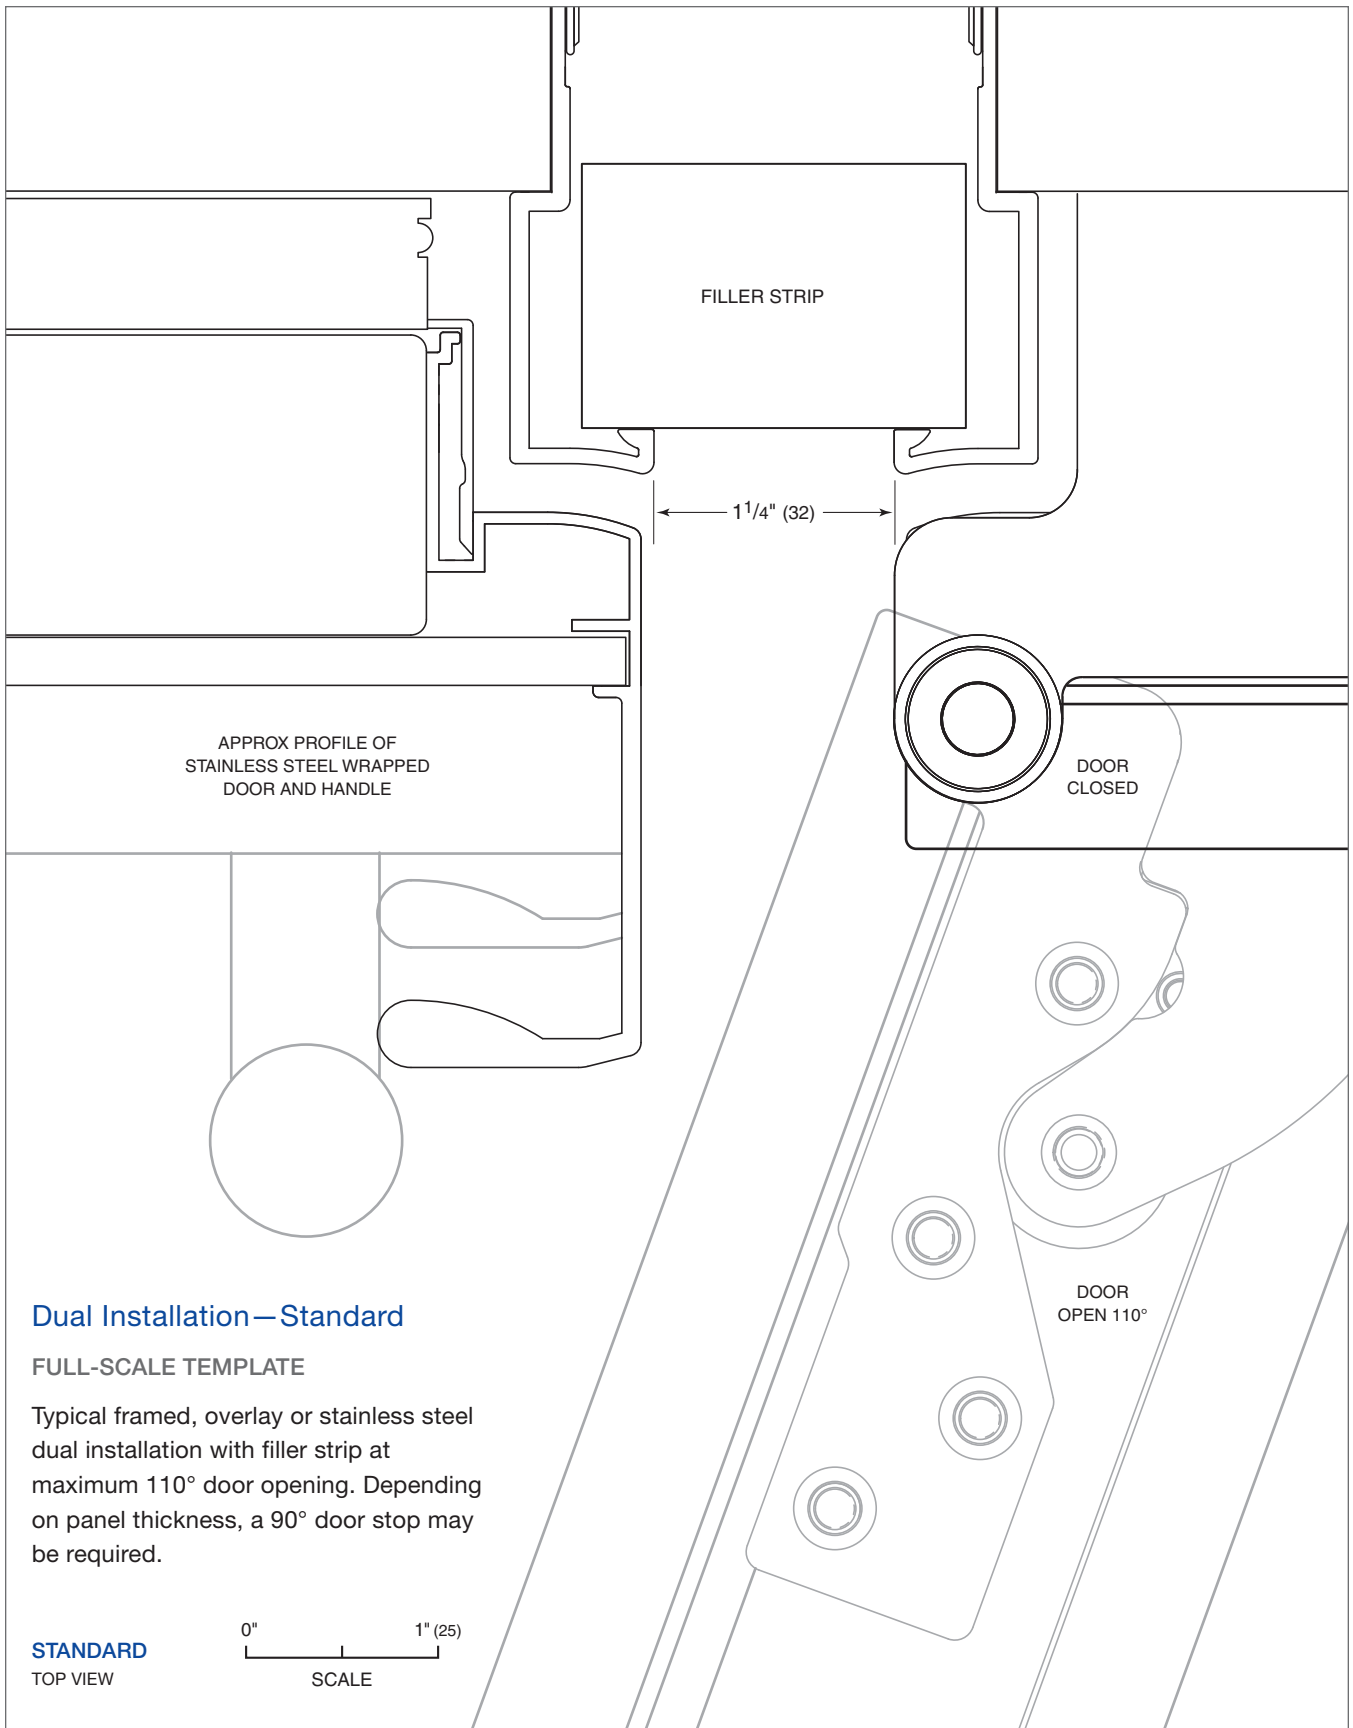 FILLER STRIP
1 1/4" (32)
APPROX PROFILE OF
STAINLESS STEEL WRAPPED
DOOR AND HANDLE
DOOR
CLOSED
DOOR
OPEN 110°
Dual Installation—Standard
FULL-SCALE TEMPLATE
Typical framed, overlay or stainless steel
dual installation with filler strip at
maximum 110° door opening. Depending
on panel thickness, a 90° door stop may
be required.
0" 1" (25)
SCALE
STANDARD
TOP VIEW